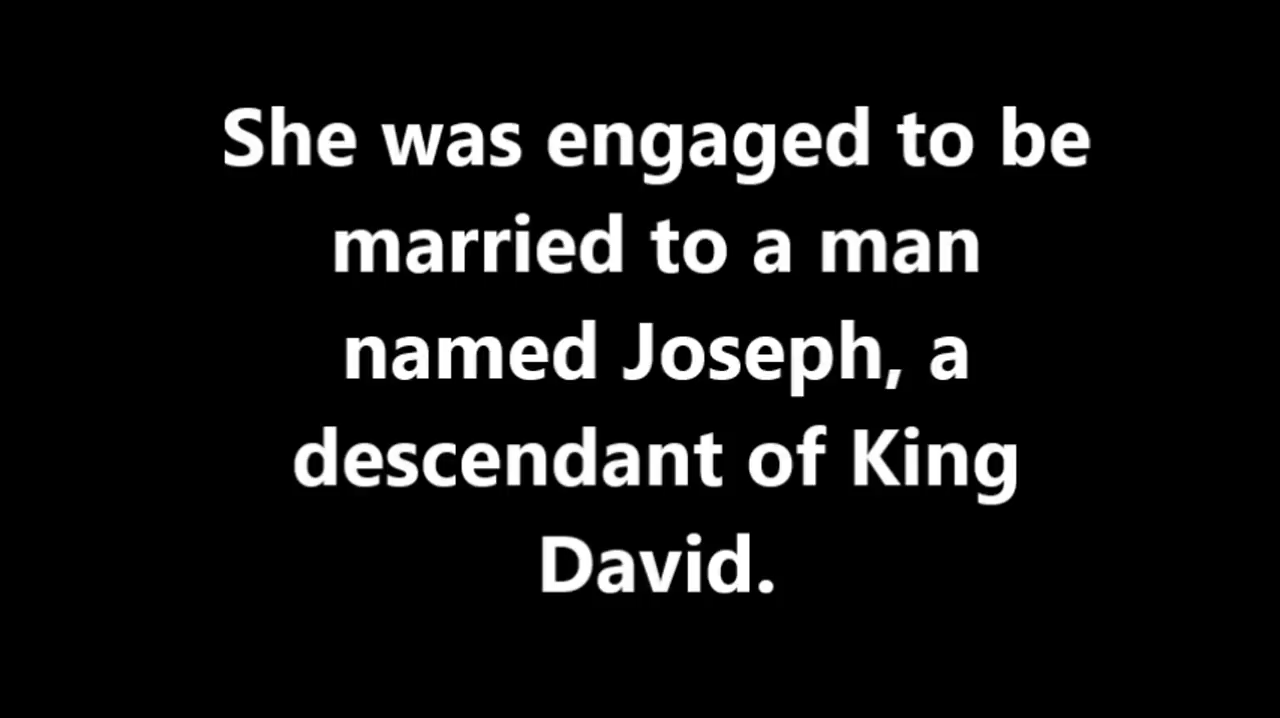 She was engaged to be
married to a man
named Joseph, a
descendant of King
David.